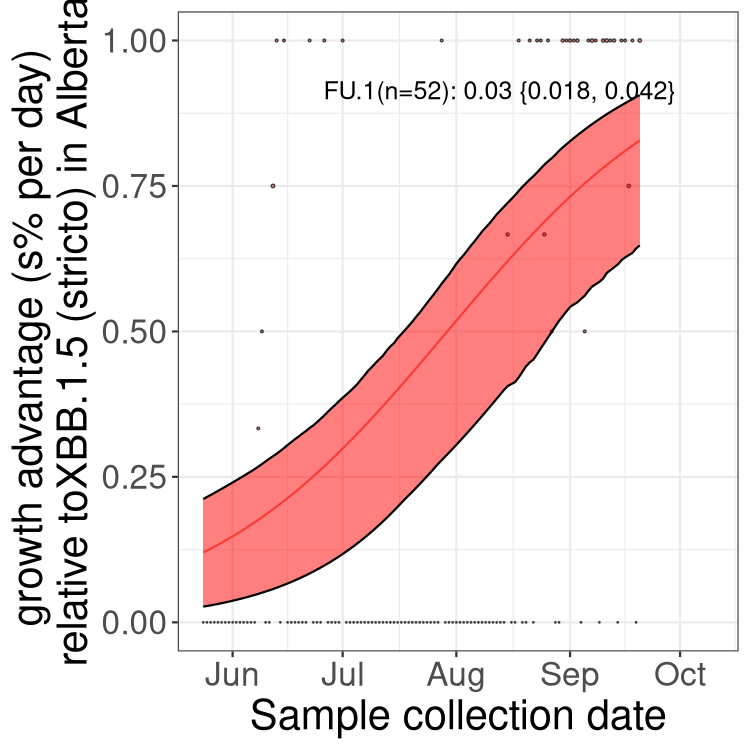 growth advantage (s% per day)
relative toXBB.1.5 (stricto) in Alberta
1.00
0.75
0.50
0.25
0.00
FU.1(n=52): 0.03 {0.018, 0.042}
Jun Jul Aug Sep Oct
Sample collection date